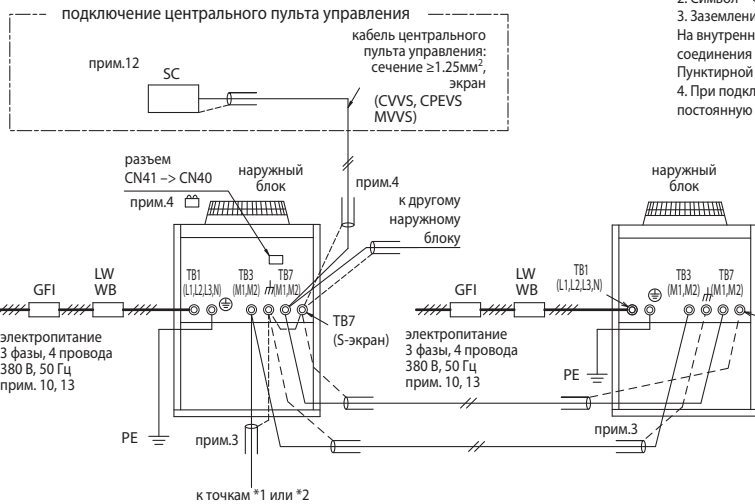 2. Символ
3. Заземлени
На внутренн
соединения
Пунктирной
4. При подкл
постоянную
подключение центрального пульта управления
кабель центрального
пульта управления:
сечение ≥1.25мм²,
экран
(CVVS, CPEVS
MVVS)
прим.12
SC
разъем
CN41 –> CN40
прим.4
наружный
блок
прим.4
к другому
наружному
блоку
наружный
блок
GFI
LW
WB
TB1
(L1,L2,L3,N)
TB3
(M1,M2)
TB7
(M1,M2)
TB7
(S-экран)
электропитание
3 фазы, 4 провода
380 В, 50 Гц
прим. 10, 13
GFI
LW
WB
TB1
(L1,L2,L3,N)
TB3
(M1,M2)
TB7
(M1,M2)
электропитание
3 фазы, 4 провода
380 В, 50 Гц
прим. 10, 13
PE
PE
прим.3
прим.3
к точкам *1 или *2